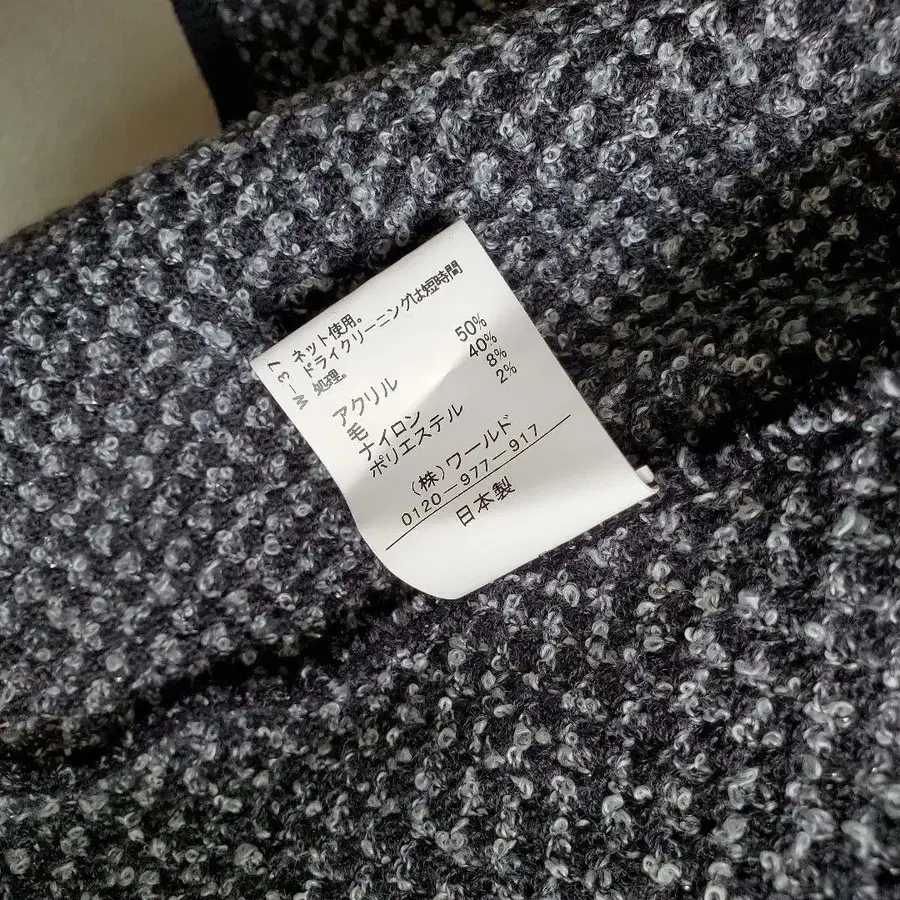 M-37
ネット使用。
ドライクリーニングは短時間
処理。
アクリル 50%
毛 40%
ナイロン 8%
ポリエステル 2%
(株)ワールド
0120-977-917
日本製